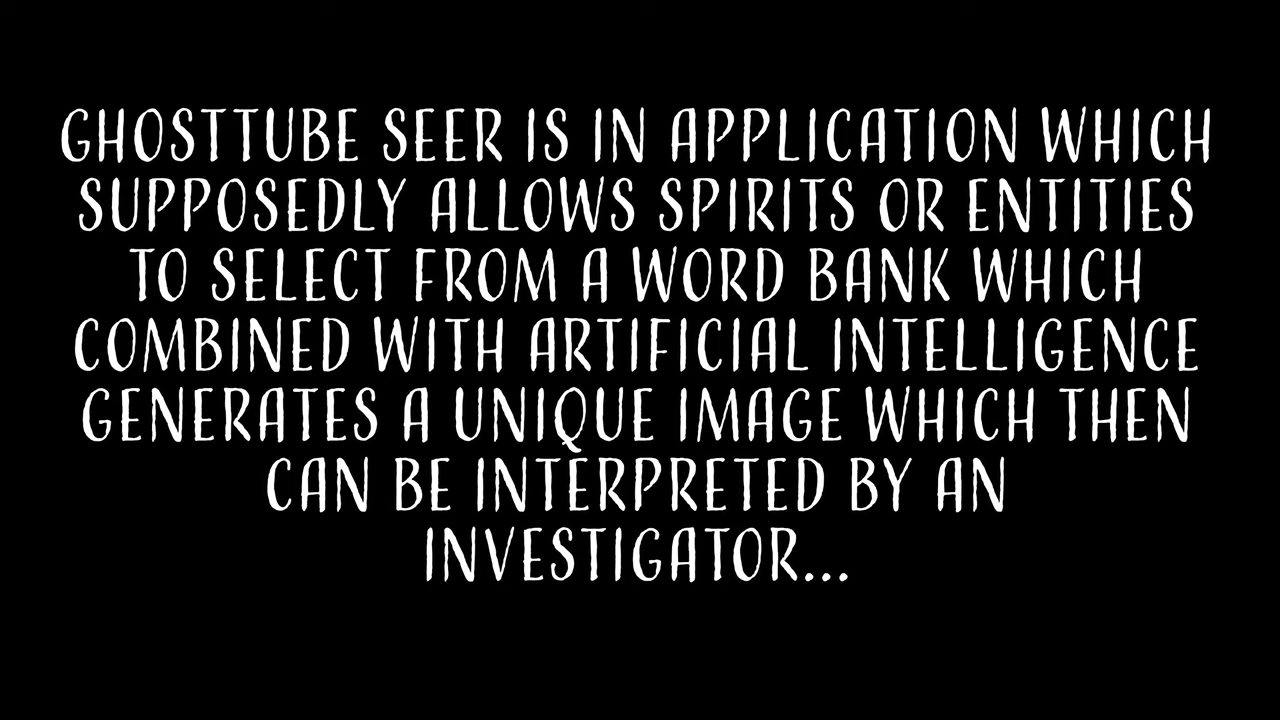 GHOSTTUBE SEER IS IN APPLICATION WHICH
SUPPOSEDLY ALLOWS SPIRITS OR ENTITIES
TO SELECT FROM A WORD BANK WHICH
COMBINED WITH ARTIFICIAL INTELLIGENCE
GENERATES A UNIQUE IMAGE WHICH THEN
CAN BE INTERPRETED BY AN
INVESTIGATOR...